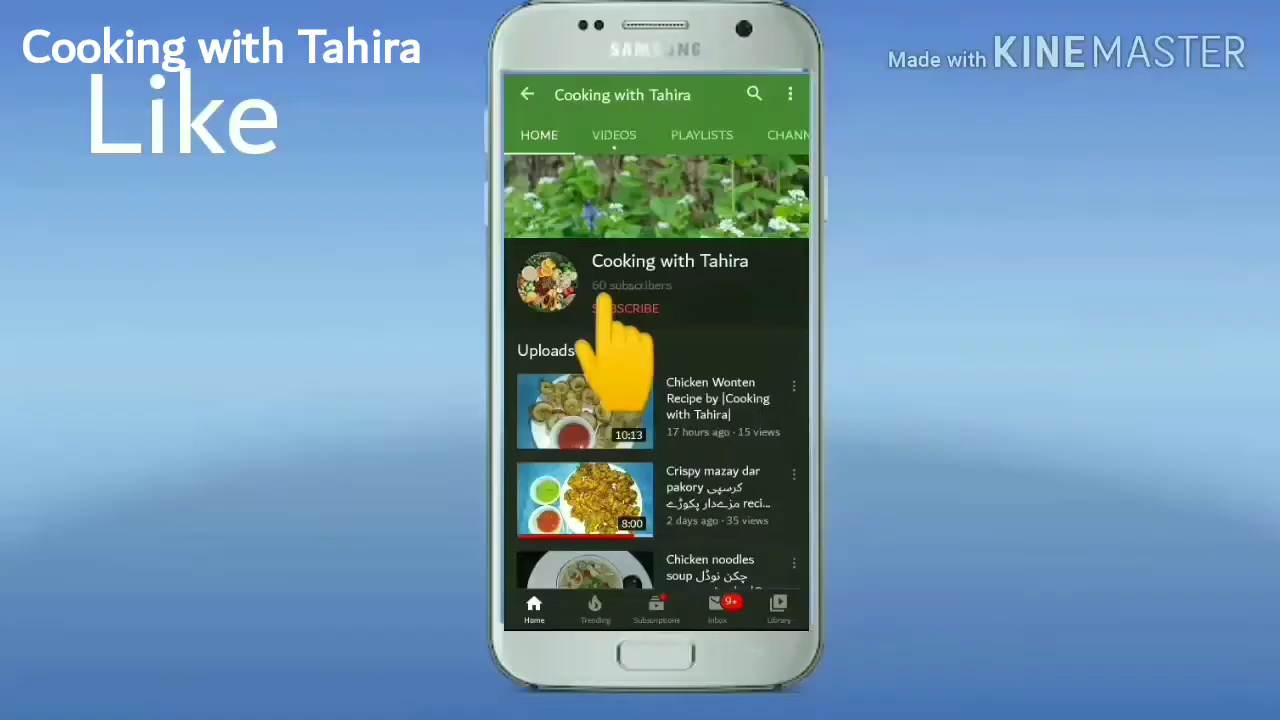 Cooking with Tahira
Like
Made with KINEMASTER
SAMSUNG
Cooking with Tahira
HOME VIDEOS PLAYLISTS CHANN
Cooking with Tahira
60 subscribers
SUBSCRIBE
Uploads
Chicken Wonten
Recipe by |Cooking
with Tahira|
17 hours ago · 15 views
10:13
Crispy mazay dar
pakory کرسپی
مزےدار پکوڑے reci...
2 days ago · 35 views
8:00
Chicken noodles
soup چکن نوڈل
Home Trending Subscriptions Inbox 9+ Library